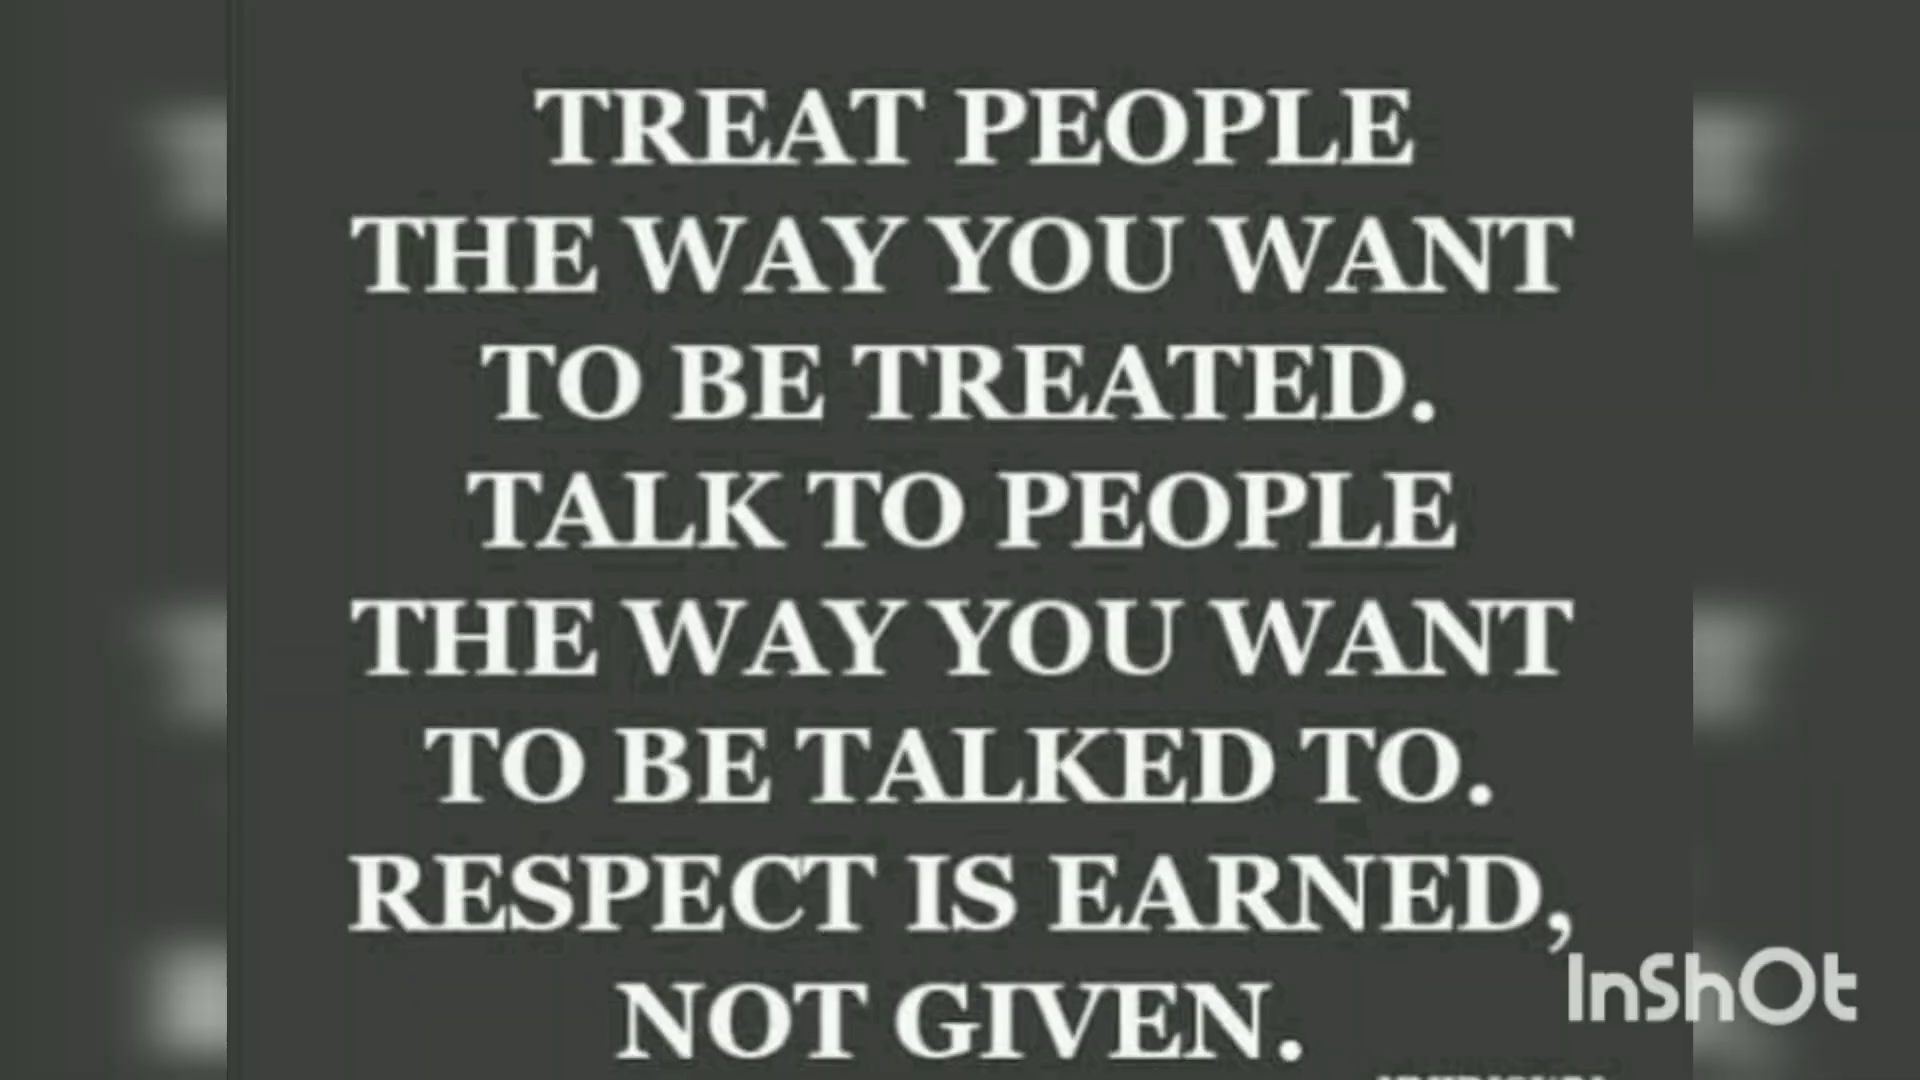 TREAT PEOPLE
THE WAY YOU WANT
TO BE TREATED.
TALK TO PEOPLE
THE WAY YOU WANT
TO BE TALKED TO.
RESPECT IS EARNED,
NOT GIVEN.
InShOt